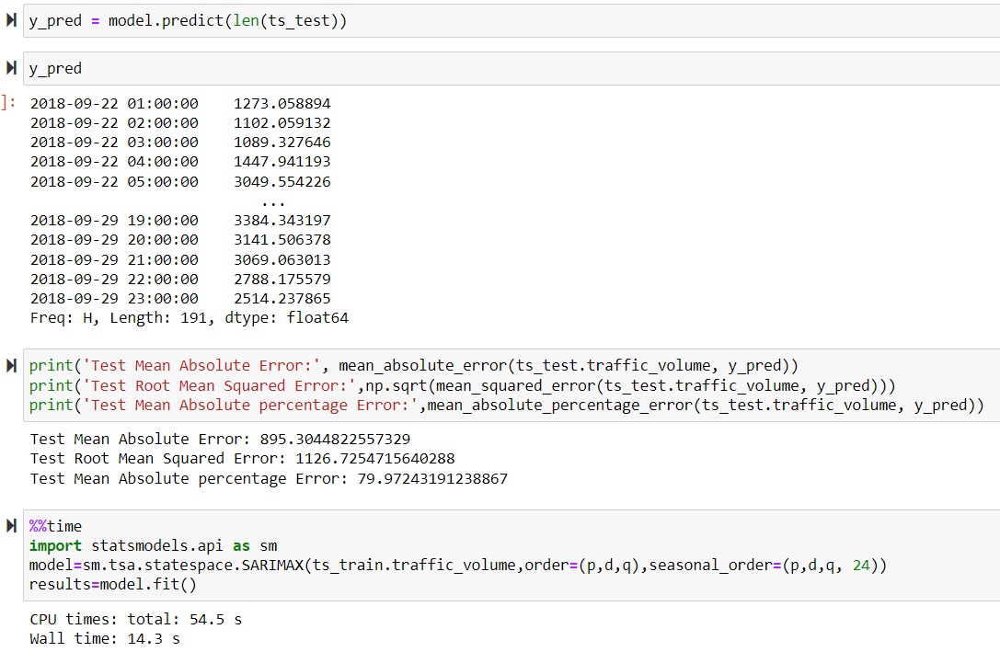 y_pred = model.predict(len(ts_test))
y_pred
]:
2018-09-22 01:00:00    1273.058894
2018-09-22 02:00:00    1102.059132
2018-09-22 03:00:00    1089.327646
2018-09-22 04:00:00    1447.941193
2018-09-22 05:00:00    3049.554226
...
2018-09-29 19:00:00    3384.343197
2018-09-29 20:00:00    3141.506378
2018-09-29 21:00:00    3069.063013
2018-09-29 22:00:00    2788.175579
2018-09-29 23:00:00    2514.237865
Freq: H, Length: 191, dtype: float64
print('Test Mean Absolute Error:', mean_absolute_error(ts_test.traffic_volume, y_pred))
print('Test Root Mean Squared Error:',np.sqrt(mean_squared_error(ts_test.traffic_volume, y_pred)))
print('Test Mean Absolute percentage Error:',mean_absolute_percentage_error(ts_test.traffic_volume, y_pred))
Test Mean Absolute Error: 895.3044822557329
Test Root Mean Squared Error: 1126.7254715640288
Test Mean Absolute percentage Error: 79.97243191238867
%%time
import statsmodels.api as sm
model=sm.tsa.statespace.SARIMAX(ts_train.traffic_volume,order=(p,d,q),seasonal_order=(p,d,q, 24))
results=model.fit()
CPU times: total: 54.5 s
Wall time: 14.3 s